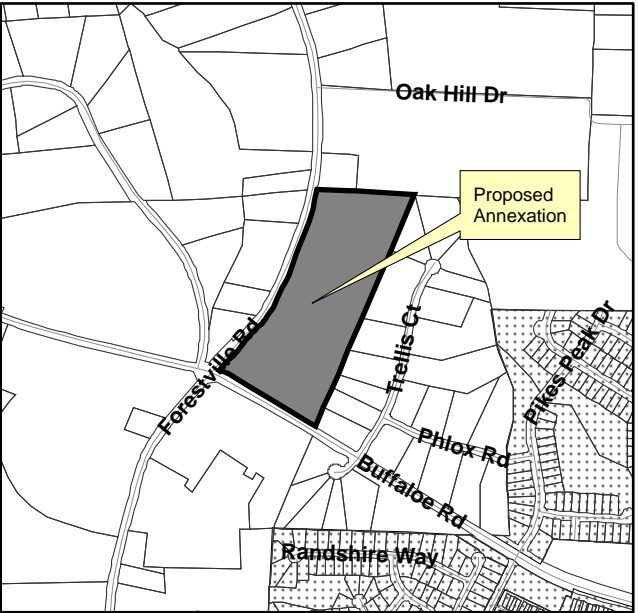 Oak Hill Dr
Proposed
Annexation
Pikes Peak Dr
Forestville Rd
Trellis Ct
Phlox Rd
Buffaloe Rd
Randshire Way